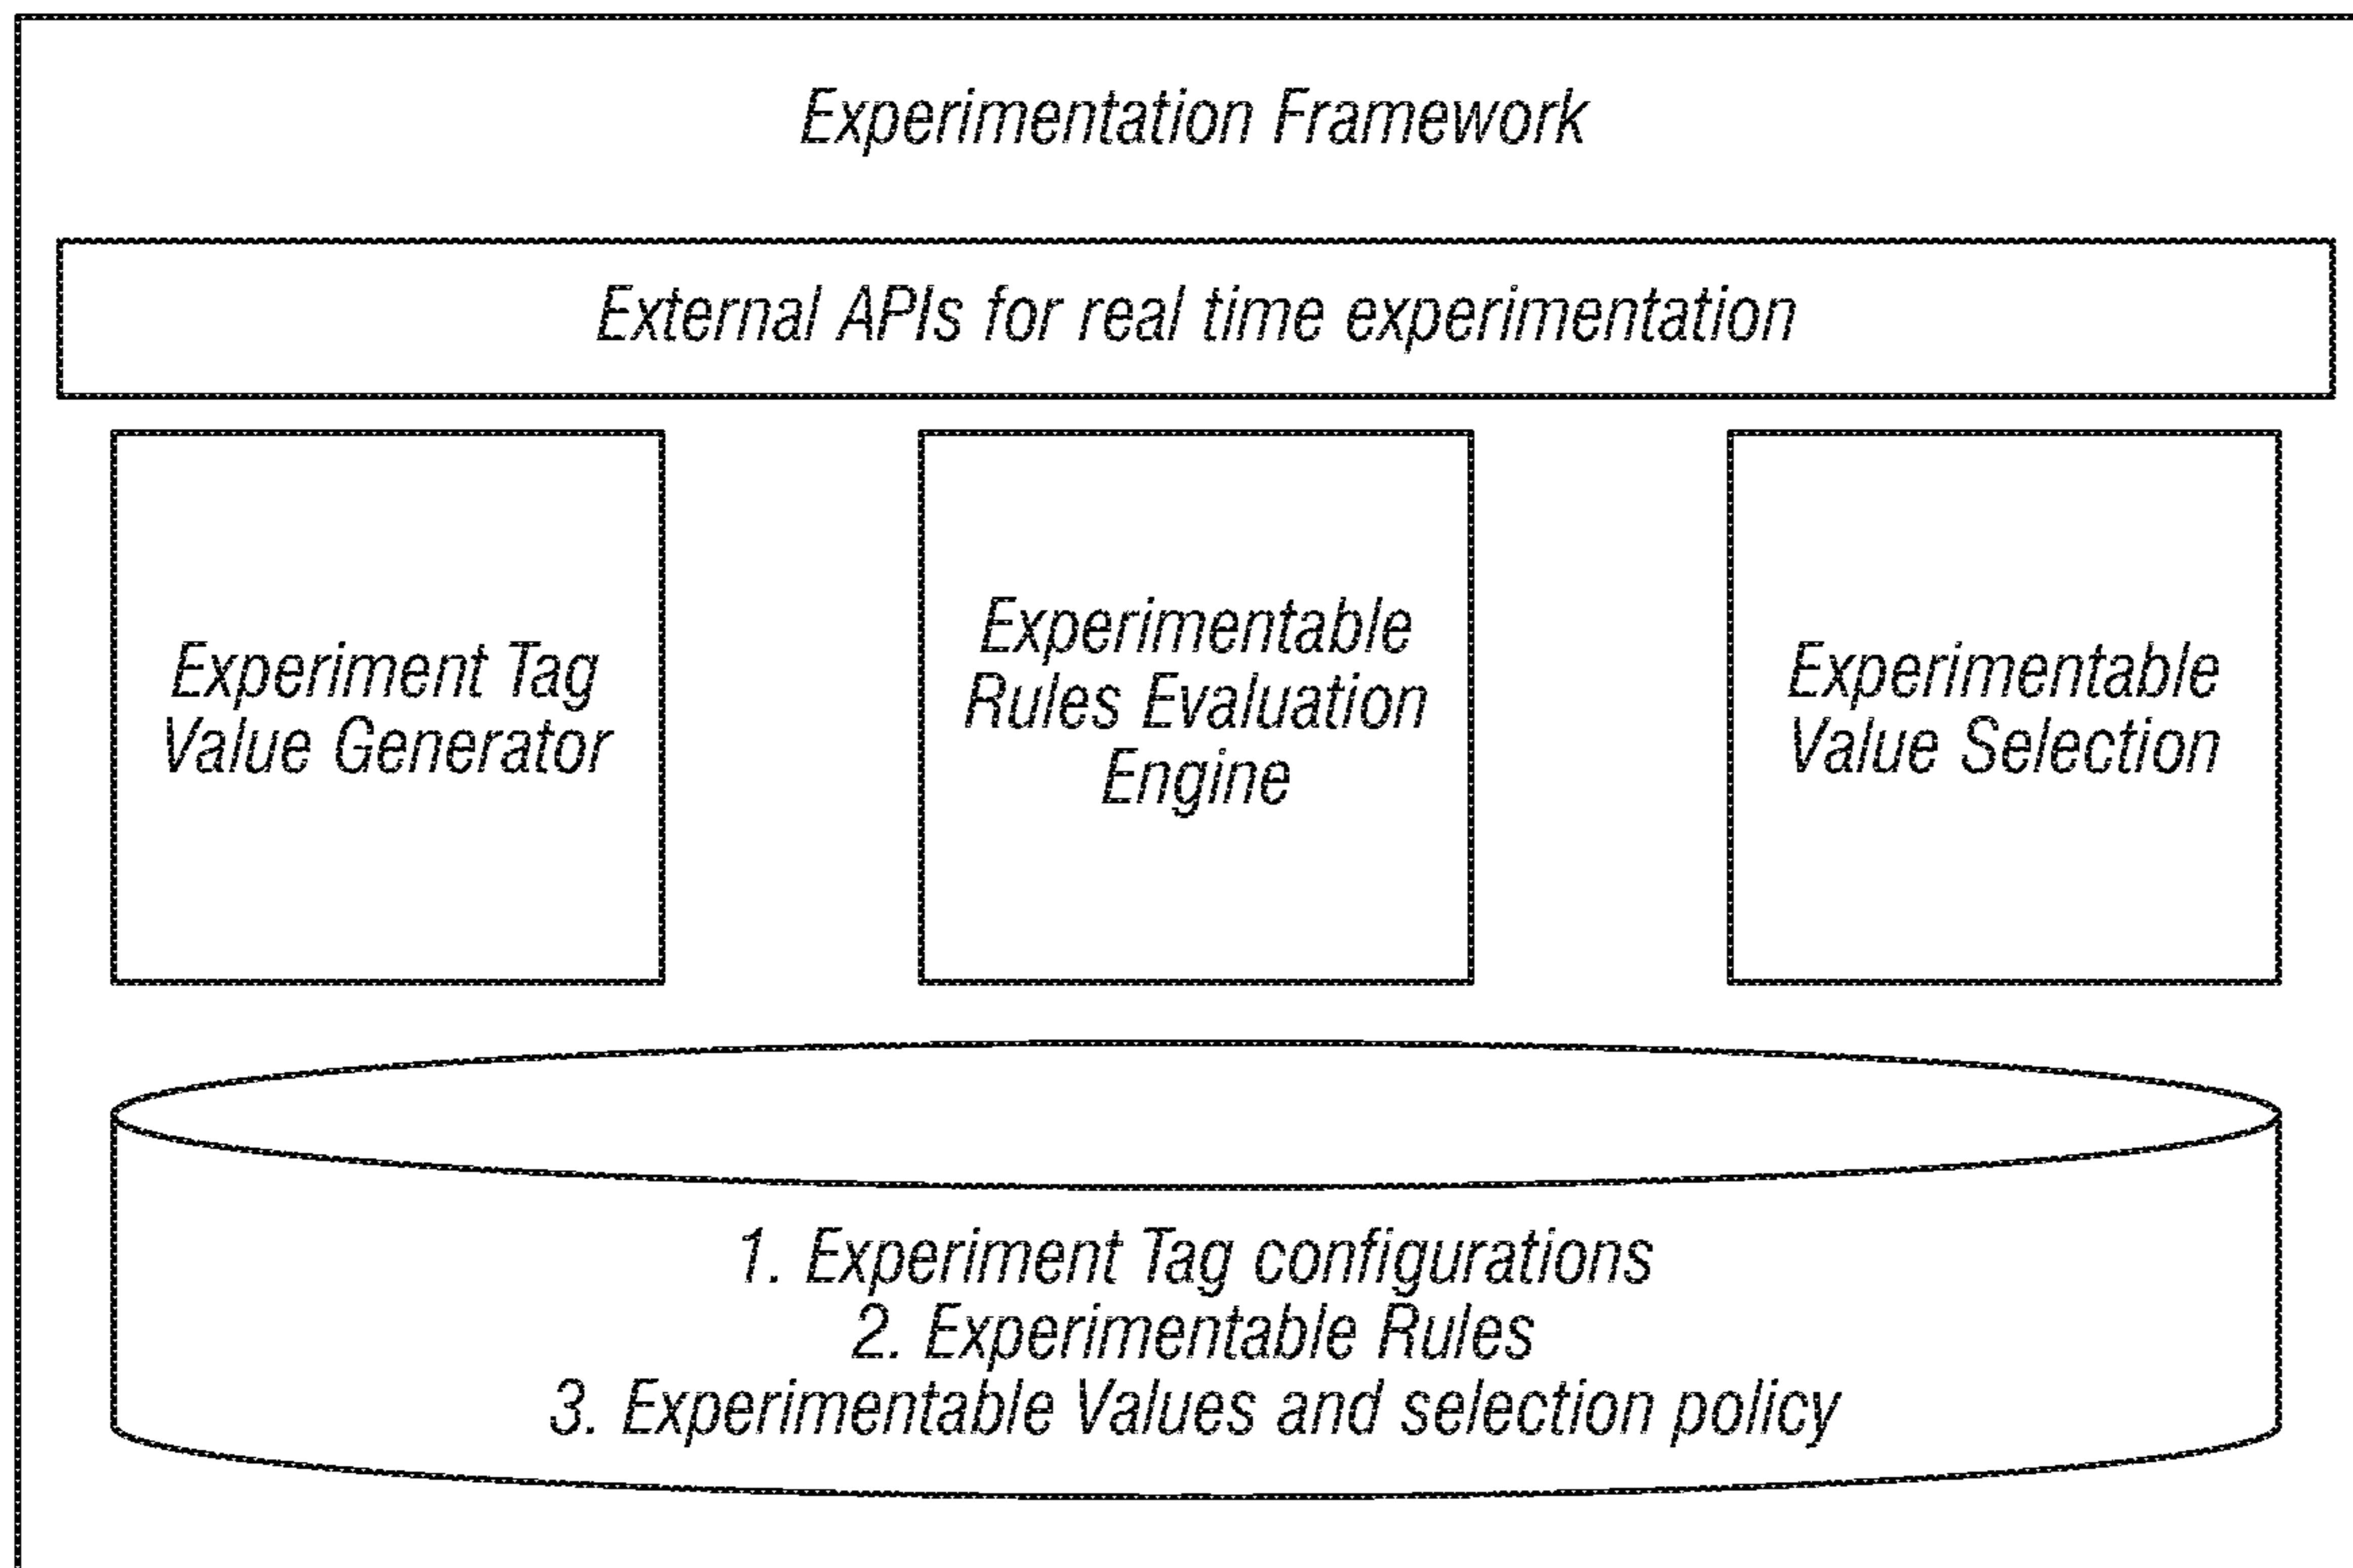 Experimentation Framework
External APIs for real time experimentation
Experiment Tag
Value Generator
Experimentable
Rules Evaluation
Engine
Experimentable
Value Selection
1. Experiment Tag configurations
2. Experimentable Rules
3. Experimentable Values and selection policy